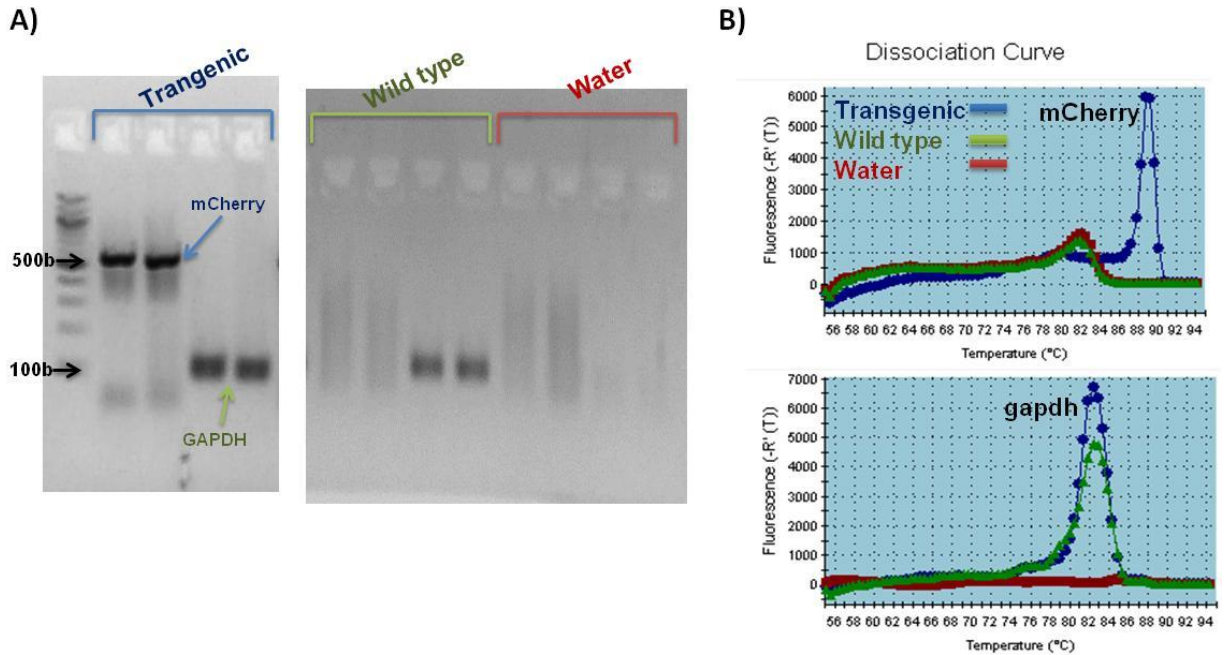 A)
Trangenic
mCherry
500b
100b
GAPDH
Wild type
Water
B)
Dissociation Curve
Transgenic
Wild type
Water
mCherry
Fluorescence (-R' (T))
6000
5000
4000
3000
2000
1000
0
56 58 60 62 64 66 68 70 72 74 76 78 80 82 84 86 88 90 92 94
Temperature (°C)
gapdh
Fluorescence (-R' (T))
7000
6000
5000
4000
3000
2000
1000
0
56 58 60 62 64 66 68 70 72 74 76 78 80 82 84 86 88 90 92 94
Temperature (°C)